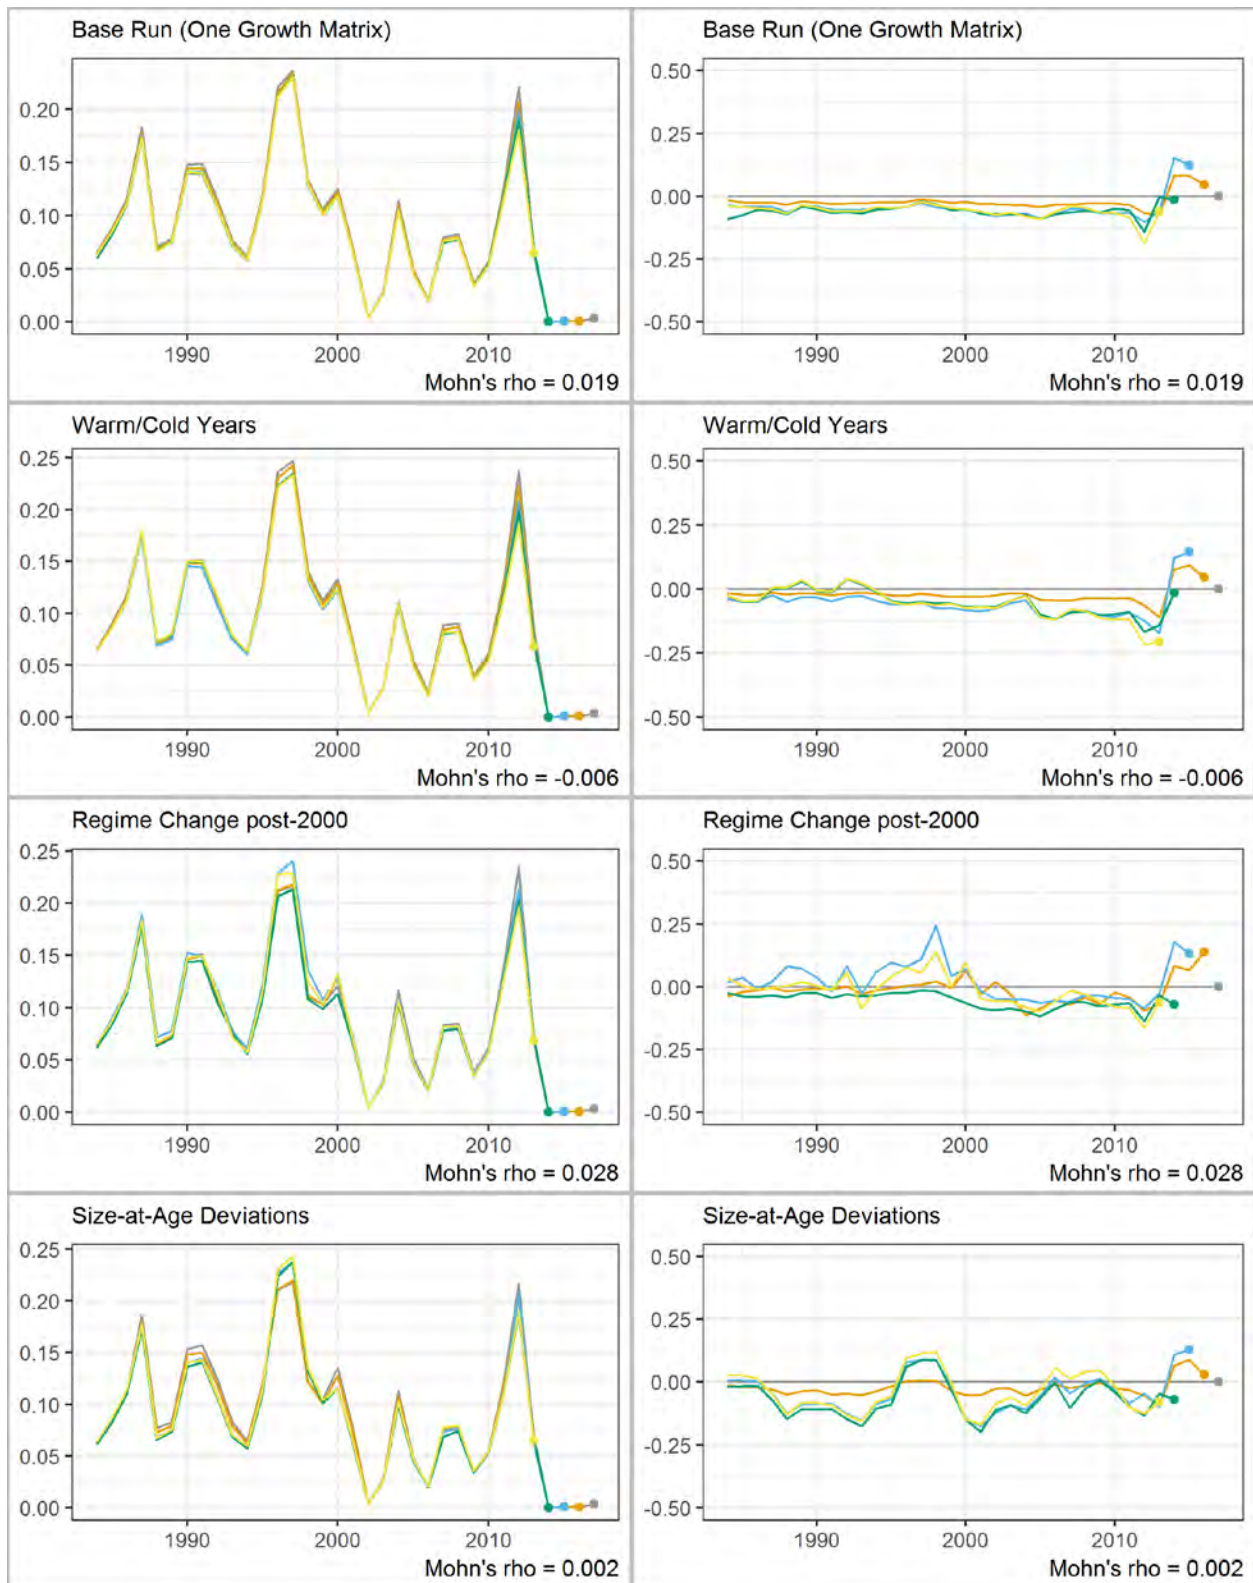 Base Run (One Growth Matrix)
0.20
0.15
0.10
0.05
0.00
1990 2000 2010
Mohn's rho = 0.019
Base Run (One Growth Matrix)
0.50
0.25
0.00
-0.25
-0.50
1990 2000 2010
Mohn's rho = 0.019
Warm/Cold Years
0.25
0.20
0.15
0.10
0.05
0.00
1990 2000 2010
Mohn's rho = -0.006
Warm/Cold Years
0.50
0.25
0.00
-0.25
-0.50
1990 2000 2010
Mohn's rho = -0.006
Regime Change post-2000
0.25
0.20
0.15
0.10
0.05
0.00
1990 2000 2010
Mohn's rho = 0.028
Regime Change post-2000
0.50
0.25
0.00
-0.25
-0.50
1990 2000 2010
Mohn's rho = 0.028
Size-at-Age Deviations
0.25
0.20
0.15
0.10
0.05
0.00
1990 2000 2010
Mohn's rho = 0.002
Size-at-Age Deviations
0.50
0.25
0.00
-0.25
-0.50
1990 2000 2010
Mohn's rho = 0.002